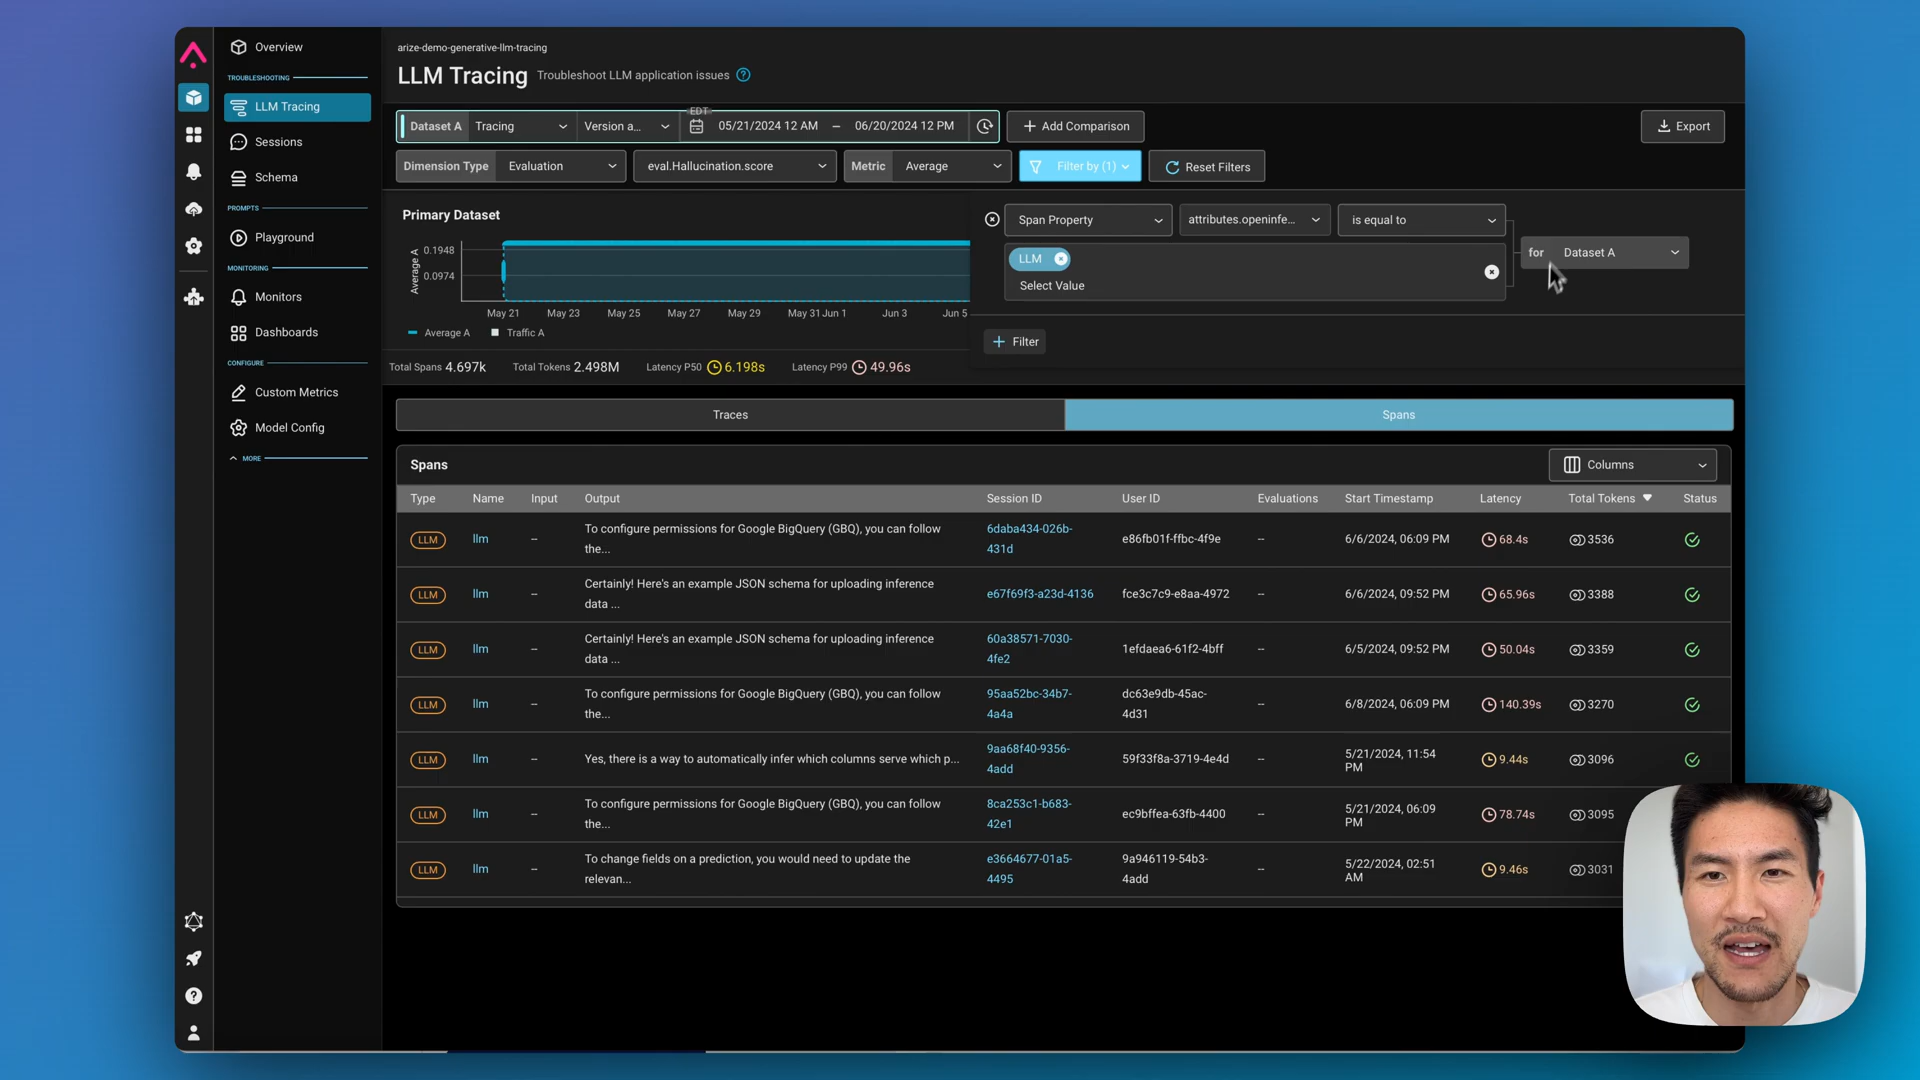 Overview
TROUBLESHOOTING
LLM Tracing
Sessions
Schema
PROMPTS
Playground
MONITORING
Monitors
Dashboards
CONFIGURE
Custom Metrics
Model Config
MORE
arize-demo-generative-llm-tracing
LLM Tracing Troubleshoot LLM application issues ?
Dataset A Tracing Version a... EDT 05/21/2024 12 AM – 06/20/2024 12 PM + Add Comparison Export
Dimension Type Evaluation eval.Hallucination.score Metric Average Filter by (1) Reset Filters
Primary Dataset
Average A
0.1948
0.0974
May 21 May 23 May 25 May 27 May 29 May 31 Jun 1 Jun 3 Jun 5
Average A Traffic A
Span Property attributes.openinfe... is equal to
LLM
Select Value
for Dataset A
+ Filter
Total Spans 4.697k Total Tokens 2.498M Latency P50 6.198s Latency P99 49.96s
Traces Spans
Spans Columns
Type Name Input Output Session ID User ID Evaluations Start Timestamp Latency Total Tokens Status
LLM llm -- To configure permissions for Google BigQuery (GBQ), you can follow the... 6daba434-026b-431d e86fb01f-ffbc-4f9e -- 6/6/2024, 06:09 PM 68.4s 3536
LLM llm -- Certainly! Here's an example JSON schema for uploading inference data ... e67f69f3-a23d-4136 fce3c7c9-e8aa-4972 -- 6/6/2024, 09:52 PM 65.96s 3388
LLM llm -- Certainly! Here's an example JSON schema for uploading inference data ... 60a38571-7030-4fe2 1efdaea6-61f2-4bff -- 6/5/2024, 09:52 PM 50.04s 3359
LLM llm -- To configure permissions for Google BigQuery (GBQ), you can follow the... 95aa52bc-34b7-4a4a dc63e9db-45ac-4d31 -- 6/8/2024, 06:09 PM 140.39s 3270
LLM llm -- Yes, there is a way to automatically infer which columns serve which p... 9aa68f40-9356-4add 59f33f8a-3719-4e4d -- 5/21/2024, 11:54 PM 9.44s 3096
LLM llm -- To configure permissions for Google BigQuery (GBQ), you can follow the... 8ca253c1-b683-42e1 ec9bffea-63fb-4400 -- 5/21/2024, 06:09 PM 78.74s 3095
LLM llm -- To change fields on a prediction, you would need to update the relevan... e3664677-01a5-4495 9a946119-54b3-4add -- 5/22/2024, 02:51 AM 9.46s 3031